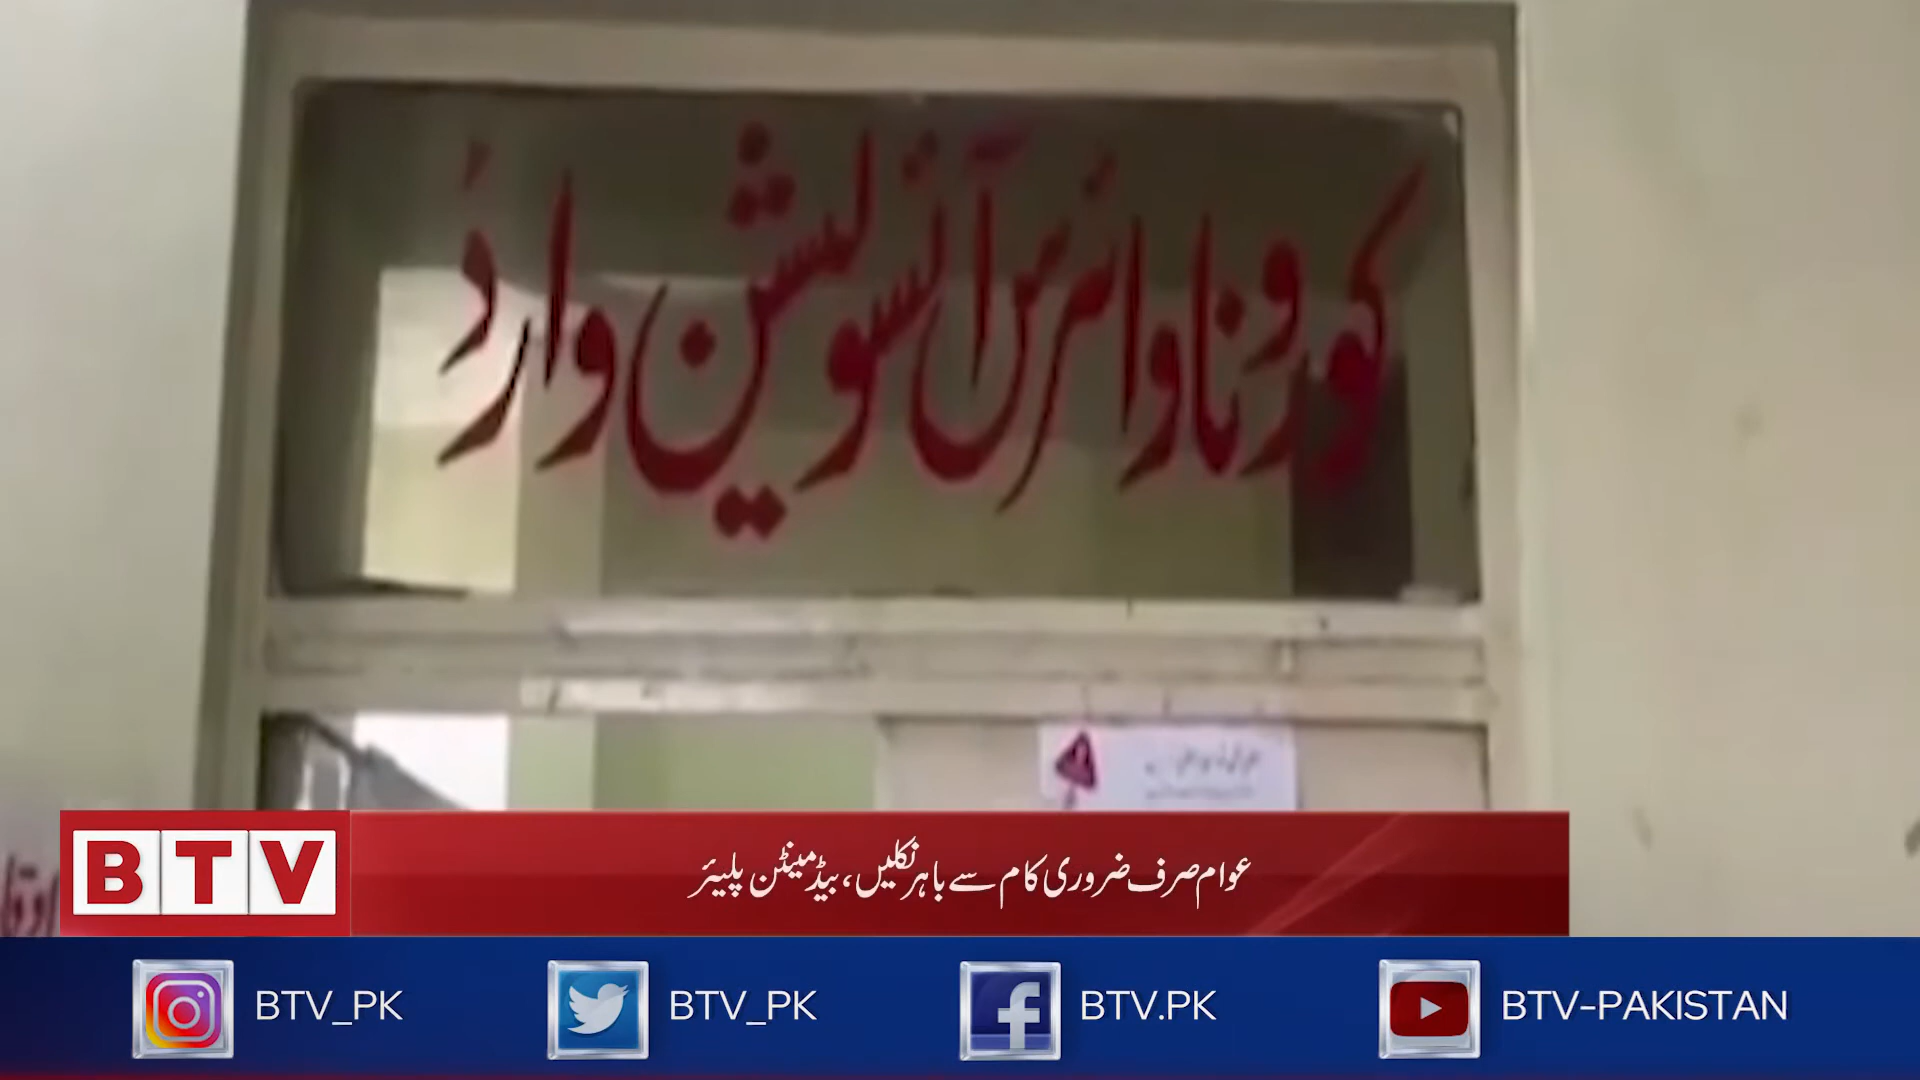 کورونا وائرس آئسولیشن وارڈ
BTV
عوام صرف ضروری کام سے باہر نکلیں، بیڈمینٹن پلیئر
BTV_PK
BTV_PK
BTV.PK
BTV-PAKISTAN